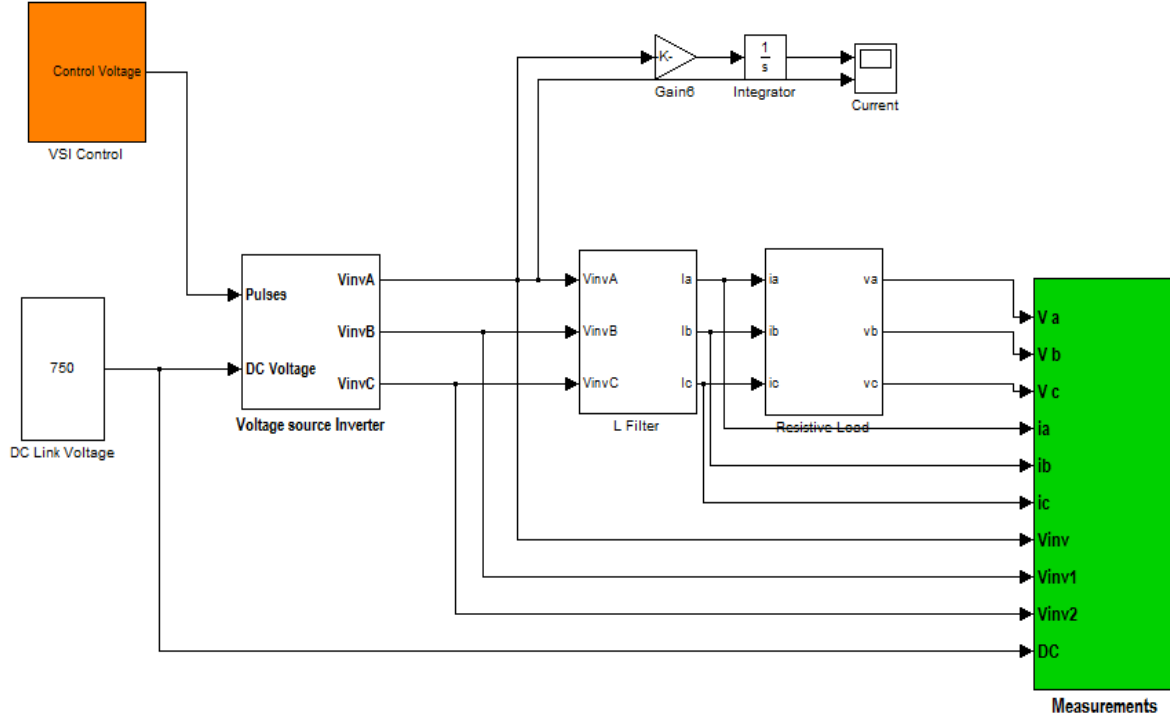 Control Voltage
VSI Control
K-
Gain6
1
s
Integrator
Current
750
DC Link Voltage
Pulses
DC Voltage
VinvA
VinvB
VinvC
Voltage source Inverter
VinvA
VinvB
VinvC
Ia
Ib
Ic
L Filter
ia
ib
ic
va
vb
vc
Resistive Load
V a
V b
V c
ia
ib
ic
Vinv
Vinv1
Vinv2
DC
Measurements